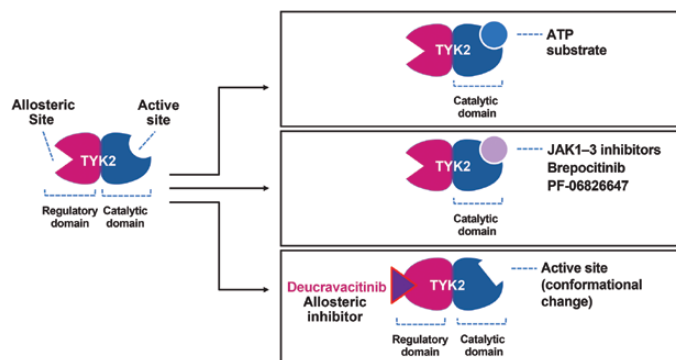 Allosteric
Site
Active
site
TYK2
Regulatory
domain
Catalytic
domain
TYK2
ATP
substrate
Catalytic
domain
TYK2
JAK1–3 inhibitors
Brepocitinib
PF-06826647
Catalytic
domain
Deucravacitinib
Allosteric
inhibitor
TYK2
Active site
(conformational
change)
Regulatory
domain
Catalytic
domain